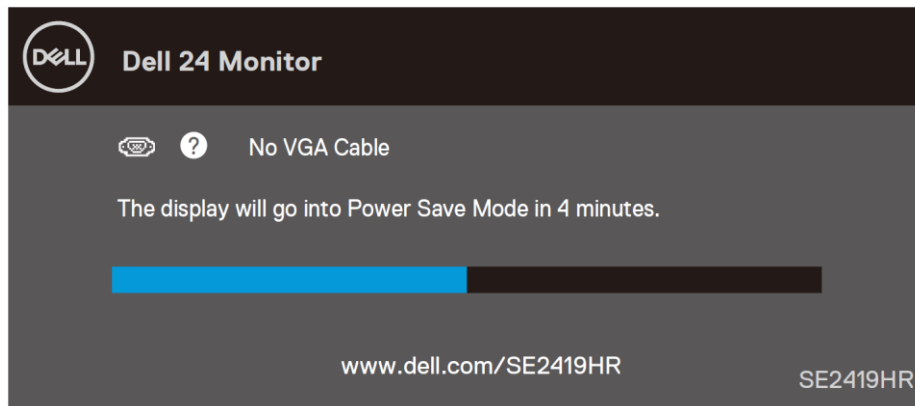 DELL
Dell 24 Monitor
? No VGA Cable
The display will go into Power Save Mode in 4 minutes.
www.dell.com/SE2419HR
SE2419HR